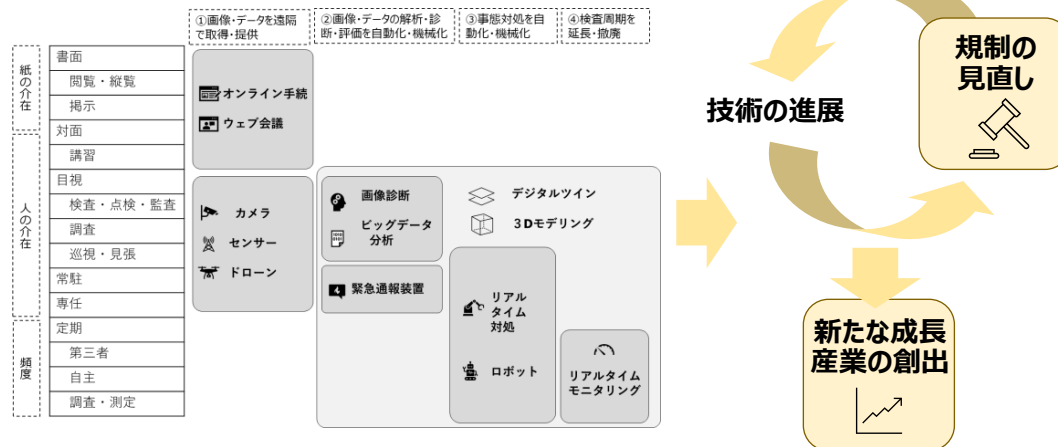 ①画像・データを遠隔
で取得・提供
②画像・データの解析・診
断・評価を自動化・機械化
③事態対処を自
動化・機械化
④検査周期を
延長・撤廃
紙の介在
人の介在
頻度
書面
閲覧・縦覧
掲示
対面
講習
目視
検査・点検・監査
調査
巡視・見張
常駐
専任
定期
第三者
自主
調査・測定
オンライン手続
ウェブ会議
カメラ
センサー
ドローン
画像診断
ビッグデータ
分析
緊急通報装置
デジタルツイン
3Dモデリング
リアル
タイム
対処
ロボット
リアルタイム
モニタリング
技術の進展
規制の
見直し
新たな成長
産業の創出